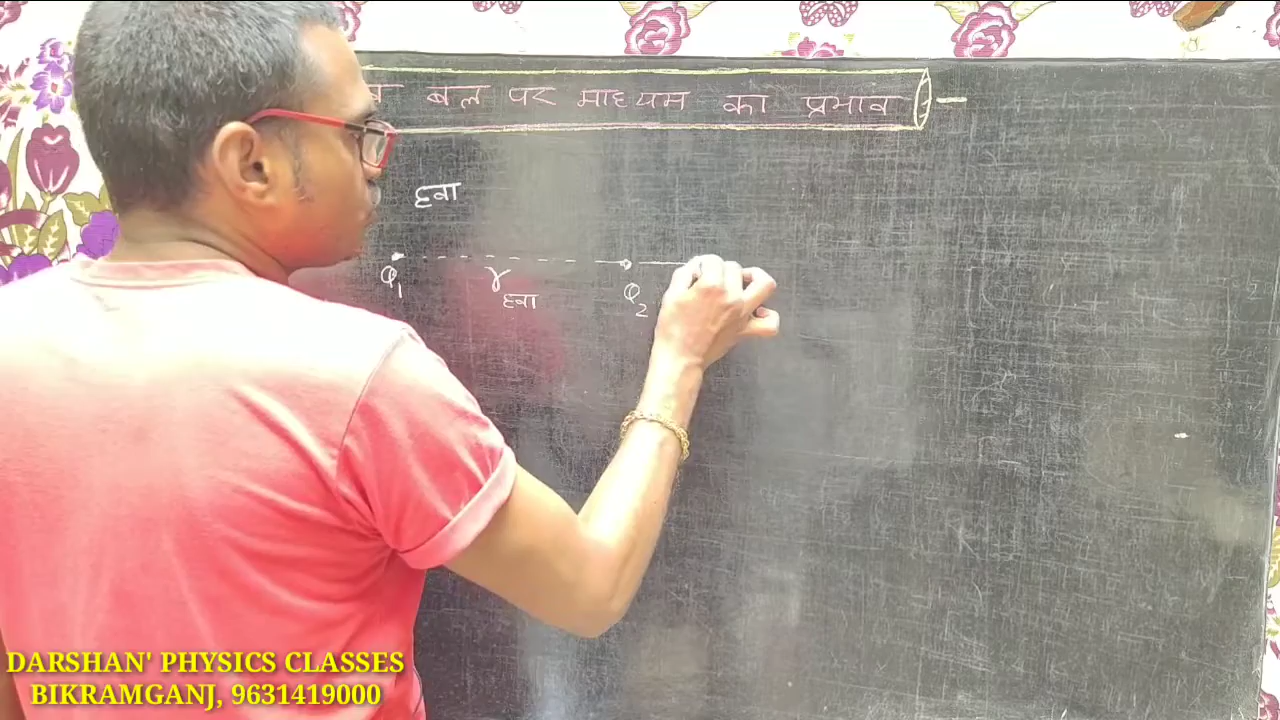 बल पर माध्यम का प्रभाव :-
हवा
Q₁ r हवा Q₂
DARSHAN' PHYSICS CLASSES
BIKRAMGANJ, 9631419000